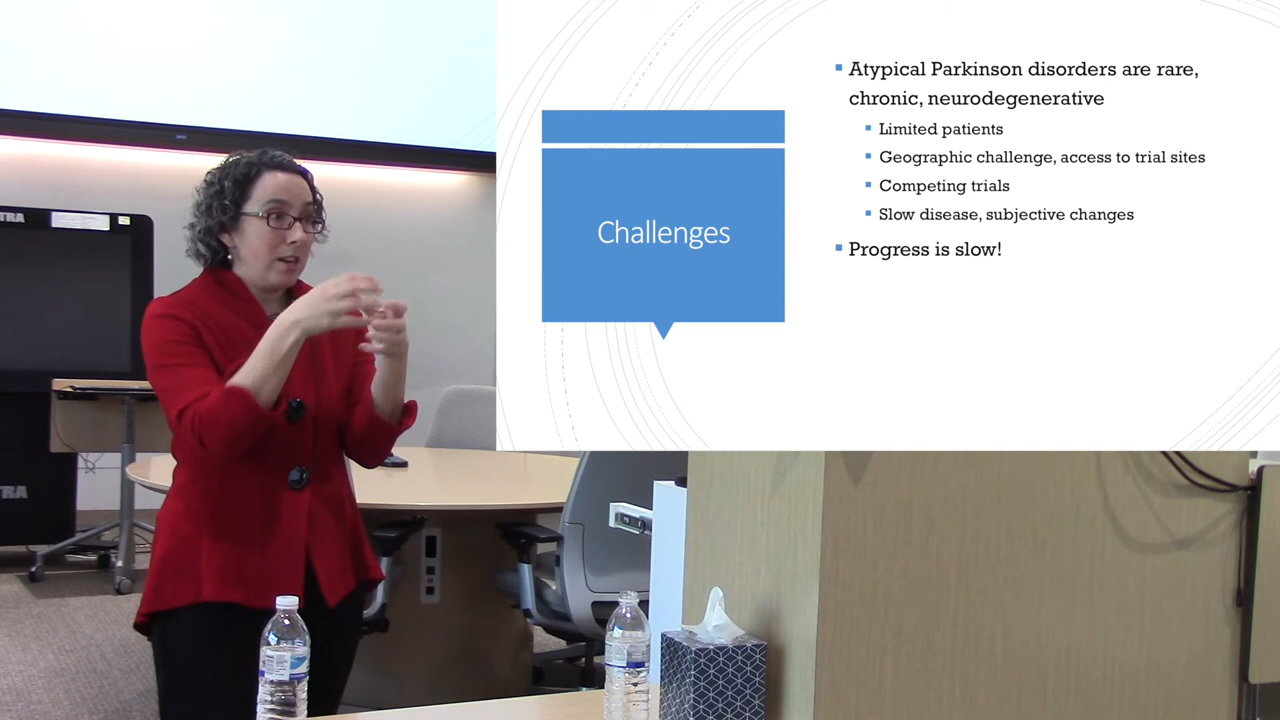 Atypical Parkinson disorders are rare,
chronic, neurodegenerative
Limited patients
Geographic challenge, access to trial sites
Competing trials
Slow disease, subjective changes
Progress is slow!
Challenges
TRA
TRA